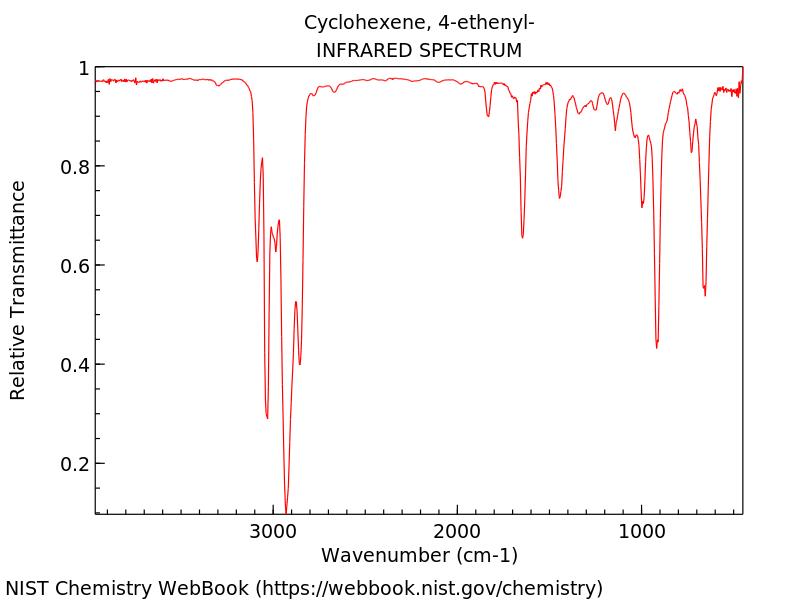 Cyclohexene, 4-ethenyl-
INFRARED SPECTRUM
1
0.8
0.6
0.4
0.2
Relative Transmittance
3000 2000 1000
Wavenumber (cm-1)
NIST Chemistry WebBook (https://webbook.nist.gov/chemistry)